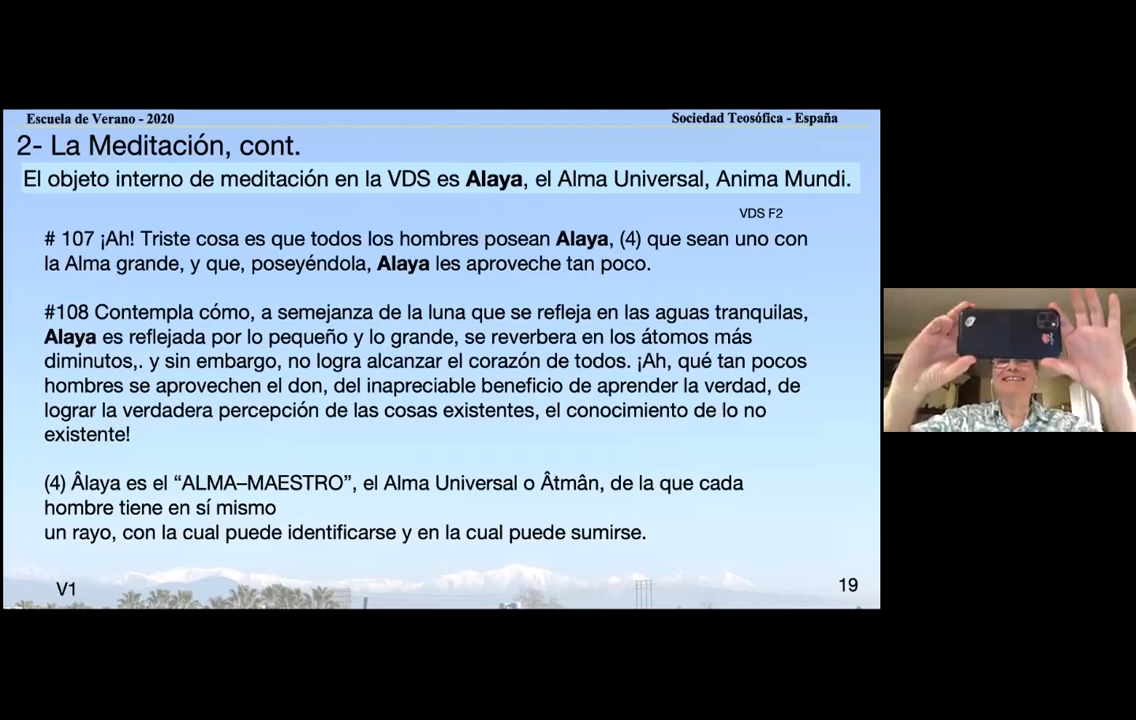 Escuela de Verano - 2020
Sociedad Teosófica - España
2- La Meditación, cont.
El objeto interno de meditación en la VDS es Alaya, el Alma Universal, Anima Mundi.
VDS F2
# 107 ¡Ah! Triste cosa es que todos los hombres posean Alaya, (4) que sean uno con
la Alma grande, y que, poseyéndola, Alaya les aproveche tan poco.
#108 Contempla cómo, a semejanza de la luna que se refleja en las aguas tranquilas,
Alaya es reflejada por lo pequeño y lo grande, se reverbera en los átomos más
diminutos,. y sin embargo, no logra alcanzar el corazón de todos. ¡Ah, qué tan pocos
hombres se aprovechen el don, del inapreciable beneficio de aprender la verdad, de
lograr la verdadera percepción de las cosas existentes, el conocimiento de lo no
existente!
(4) Âlaya es el “ALMA–MAESTRO”, el Alma Universal o Âtmân, de la que cada
hombre tiene en sí mismo
un rayo, con la cual puede identificarse y en la cual puede sumirse.
V1
19